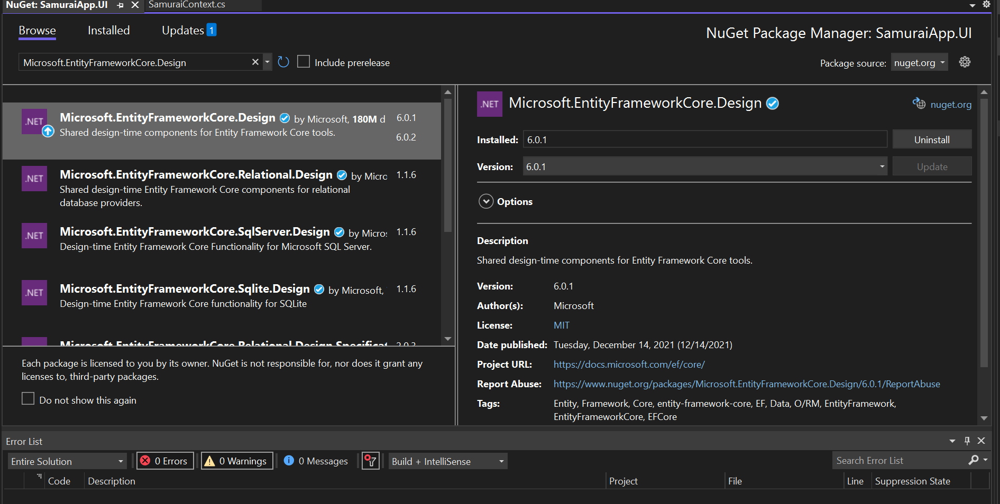 NuGet: SamuraiApp.UI
SamuraiContext.cs
Browse
Installed
Updates 1
NuGet Package Manager: SamuraiApp.UI
Microsoft.EntityFrameworkCore.Design
Include prerelease
Package source: nuget.org
.NET
Microsoft.EntityFrameworkCore.Design by Microsoft, 180M d 6.0.1
Shared design-time components for Entity Framework Core tools.
6.0.2
.NET
Microsoft.EntityFrameworkCore.Relational.Design by Micro 1.1.6
Shared design-time Entity Framework Core components for relational
database providers.
.NET
Microsoft.EntityFrameworkCore.SqlServer.Design by Micros 1.1.6
Design-time Entity Framework Core Functionality for Microsoft SQL Server.
.NET
Microsoft.EntityFrameworkCore.Sqlite.Design by Microsoft, 1.1.6
Design-time Entity Framework Core functionality for SQLite
Microsoft.EntityFrameworkCore.Relational.Design.Specificat
Each package is licensed to you by its owner. NuGet is not responsible for, nor does it grant any
licenses to, third-party packages.
Do not show this again
.NET
Microsoft.EntityFrameworkCore.Design
nuget.org
Installed: 6.0.1
Uninstall
Version: 6.0.1
Update
Options
Description
Shared design-time components for Entity Framework Core tools.
Version: 6.0.1
Author(s): Microsoft
License: MIT
Date published: Tuesday, December 14, 2021 (12/14/2021)
Project URL: https://docs.microsoft.com/ef/core/
Report Abuse: https://www.nuget.org/packages/Microsoft.EntityFrameworkCore.Design/6.0.1/ReportAbuse
Tags: Entity, Framework, Core, entity-framework-core, EF, Data, O/RM, EntityFramework,
EntityFrameworkCore, EFCore
Error List
Entire Solution
0 Errors
0 Warnings
0 Messages
Build + IntelliSense
Search Error List
Code
Description
Project
File
Line
Suppression State